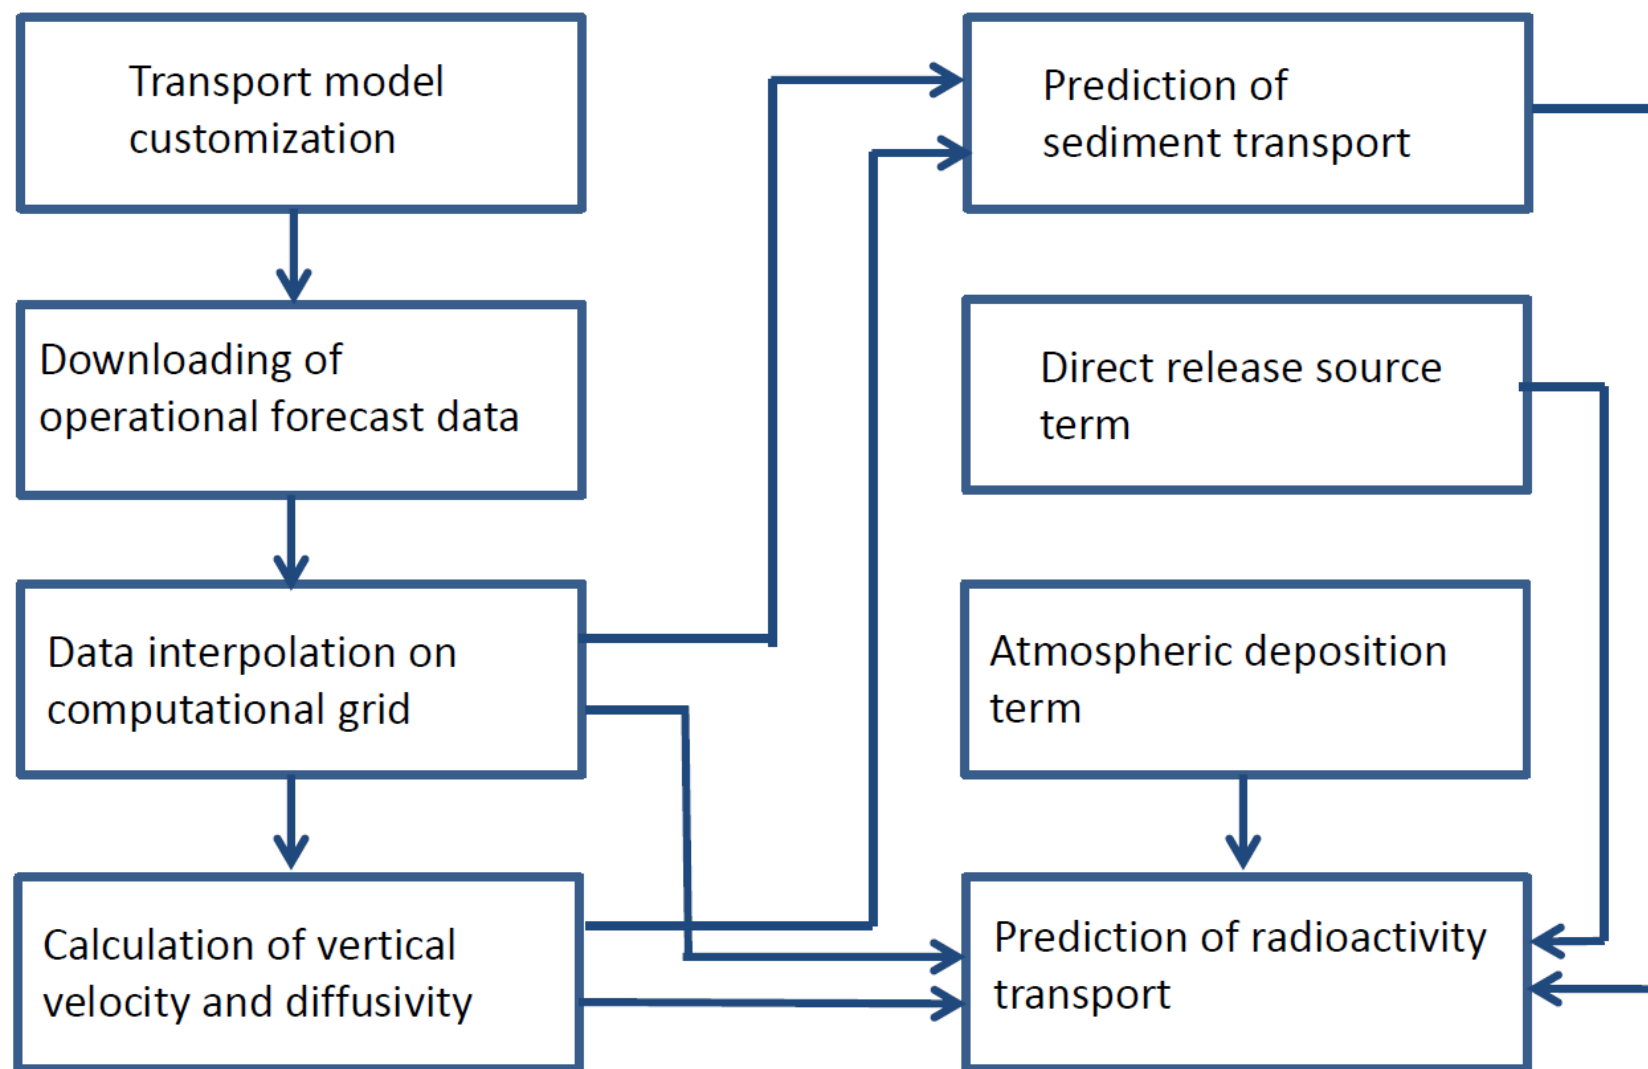 Transport model
customization
Downloading of
operational forecast data
Data interpolation on
computational grid
Calculation of vertical
velocity and diffusivity
Prediction of
sediment transport
Direct release source
term
Atmospheric deposition
term
Prediction of radioactivity
transport